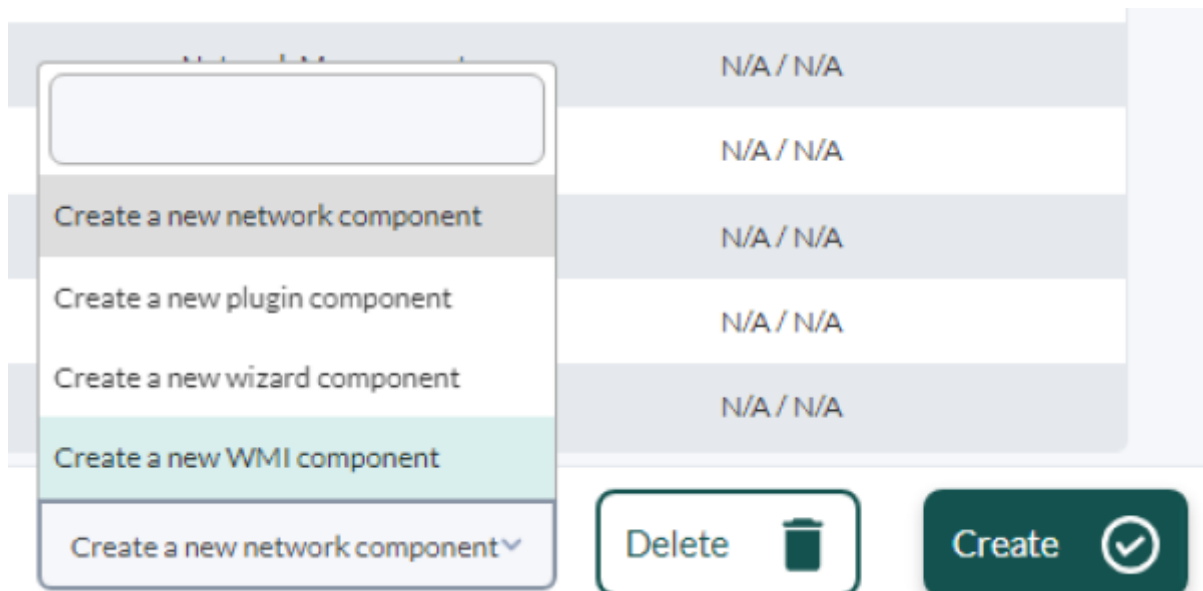 N/A / N/A
N/A / N/A
Create a new network component
N/A / N/A
Create a new plugin component
N/A / N/A
Create a new wizard component
N/A / N/A
Create a new WMI component
Create a new network component
Delete
Create